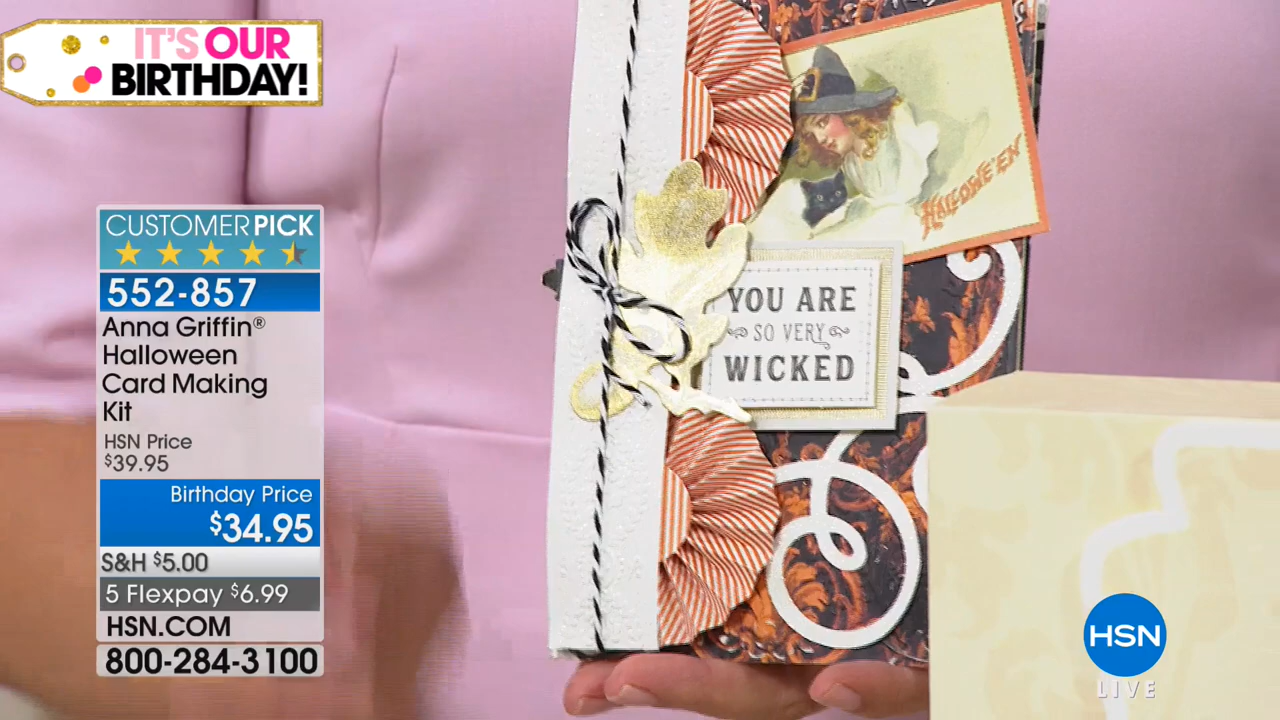 IT'S OUR
BIRTHDAY!
CUSTOMER PICK
552-857
Anna Griffin®
Halloween
Card Making
Kit
HSN Price
$39.95
Birthday Price
$34.95
S&H $5.00
5 Flexpay $6.99
HSN.COM
800-284-3100
HALLOWE'EN
YOU ARE
SO VERY
WICKED
HSN
LIVE